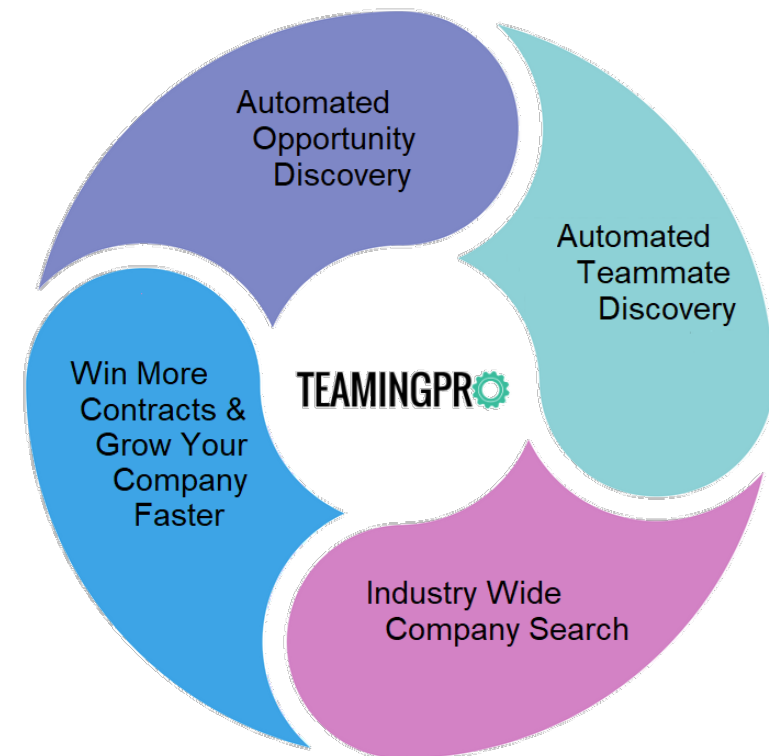 Automated
Opportunity
Discovery
Automated
Teammate
Discovery
Win More
Contracts &
Grow Your
Company
Faster
TEAMINGPRO
Industry Wide
Company Search